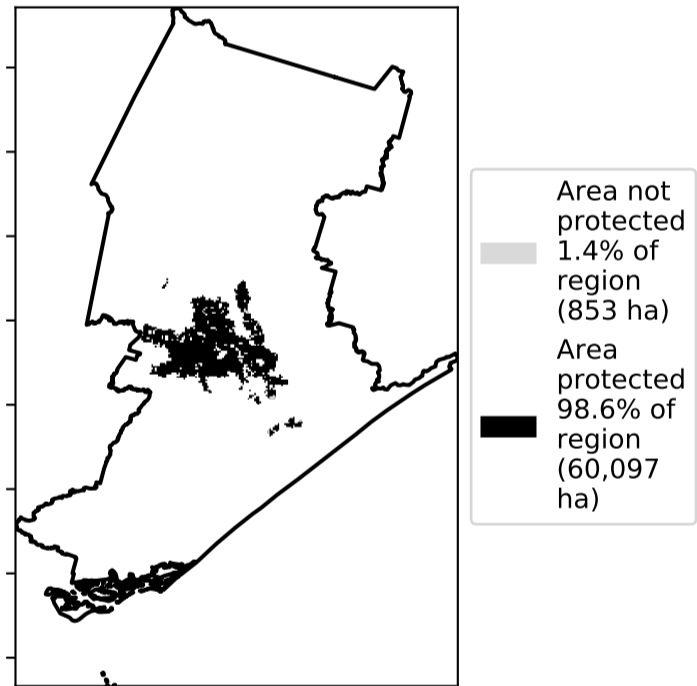 Area not
protected
1.4% of
region
(853 ha)
Area
protected
98.6% of
region
(60,097
ha)